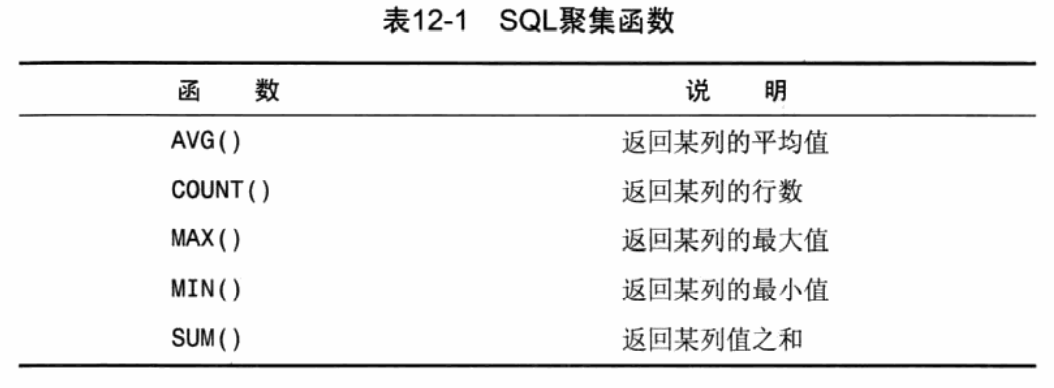 表12-1 SQL聚集函数
函 数 说 明
AVG() 返回某列的平均值
COUNT() 返回某列的行数
MAX() 返回某列的最大值
MIN() 返回某列的最小值
SUM() 返回某列值之和